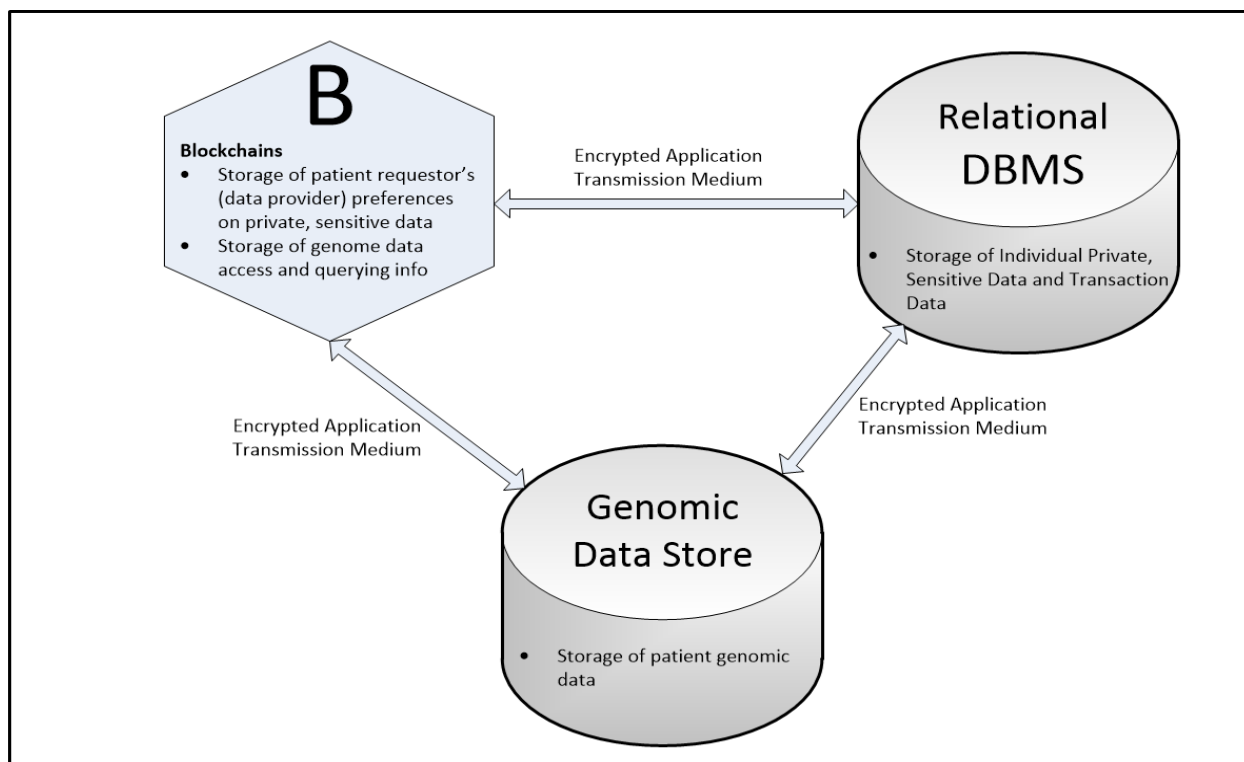 B
Blockchains
• Storage of patient requestor's
(data provider) preferences
on private, sensitive data
• Storage of genome data
access and querying info
Encrypted Application
Transmission Medium
Relational
DBMS
• Storage of Individual Private,
Sensitive Data and Transaction
Data
Encrypted Application
Transmission Medium
Encrypted Application
Transmission Medium
Genomic
Data Store
• Storage of patient genomic
data